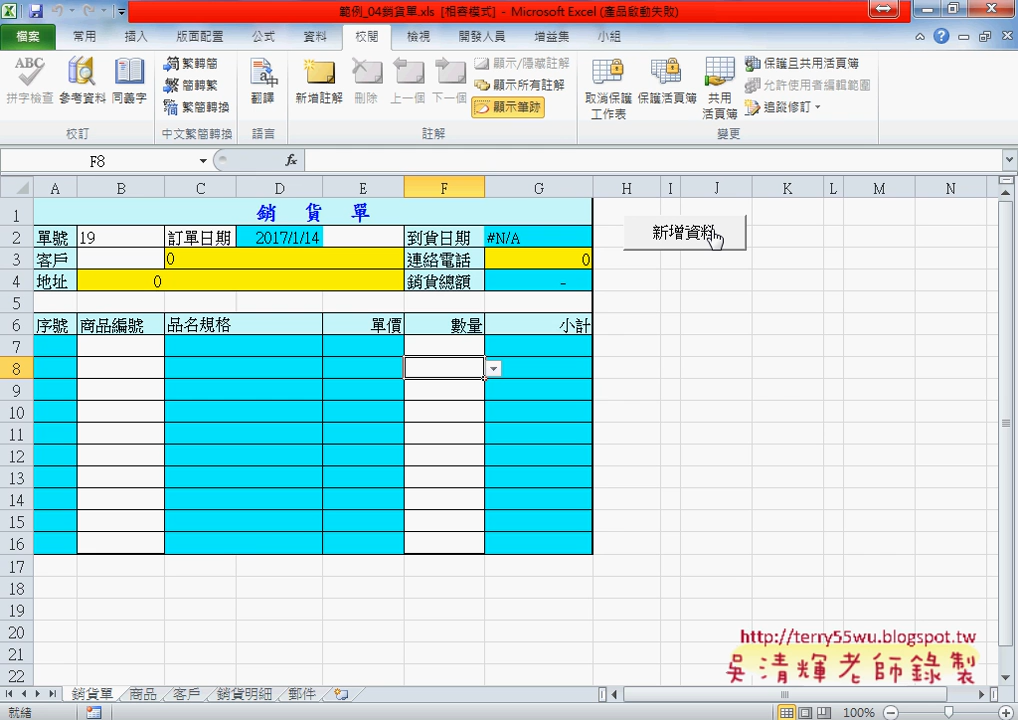 範例_04銷貨單.xls [相容模式] - Microsoft Excel (產品啟動失敗)
檔案 常用 插入 版面配置 公式 資料 校閱 檢視 開發人員 增益集 小組
ABC
拼字檢查 參考資料 同義字
校訂
简 繁轉簡
繁 簡轉繁
簡 繁簡轉換
中文繁簡轉換
翻譯
語言
新增註解 刪除 上一個 下一個
顯示/隱藏註解
顯示所有註解
顯示筆跡
註解
取消保護工作表 保護活頁簿 共用活頁簿
保護且共用活頁簿
允許使用者編輯範圍
追蹤修訂
變更
F8 fx
A B C D E F G H I J K L M N
1 銷 貨 單
2 單號 19 訂單日期 2017/1/14 到貨日期 #N/A
新增資料
3 客戶 0 連絡電話 0
4 地址 0 銷貨總額 -
5
6 序號 商品編號 品名規格 單價 數量 小計
7
8
9
10
11
12
13
14
15
16
17
18
19
20
21
22
http://terry55wu.blogspot.tw
吳清輝老師錄製
銷貨單 商品 客戶 銷貨明細 郵件
就緒 100%